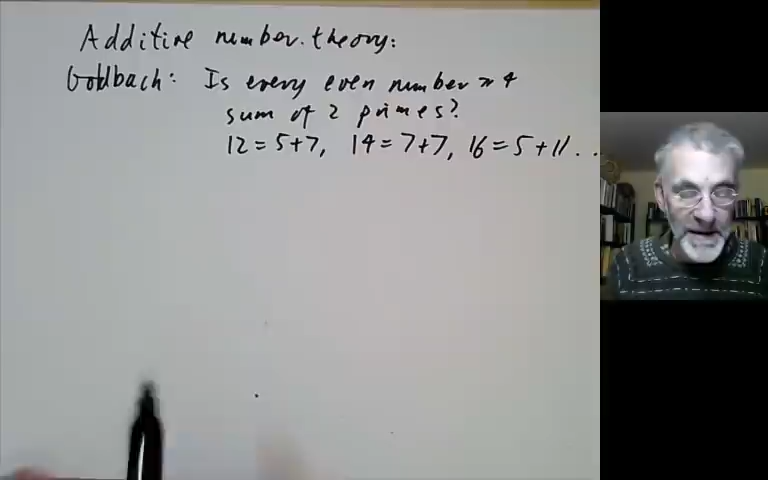 Additive number theory:
Goldbach: Is every even number ≥ 4
sum of 2 primes?
12 = 5+7, 14 = 7+7, 16 = 5+11...